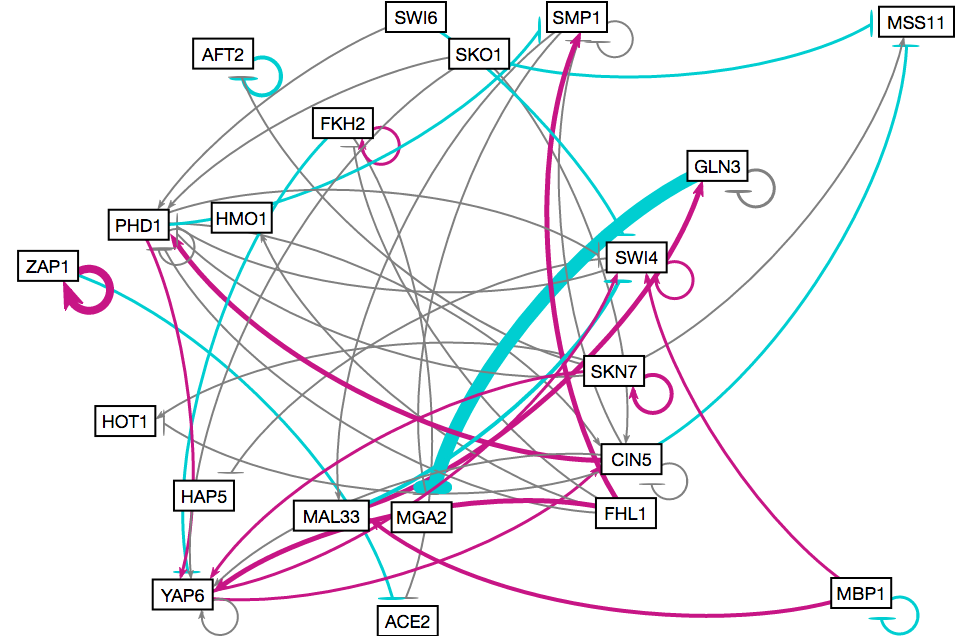 SWI6
SMP1
MSS11
AFT2
SKO1
FKH2
GLN3
PHD1
HMO1
ZAP1
SWI4
SKN7
HOT1
CIN5
HAP5
MAL33
MGA2
FHL1
YAP6
MBP1
ACE2